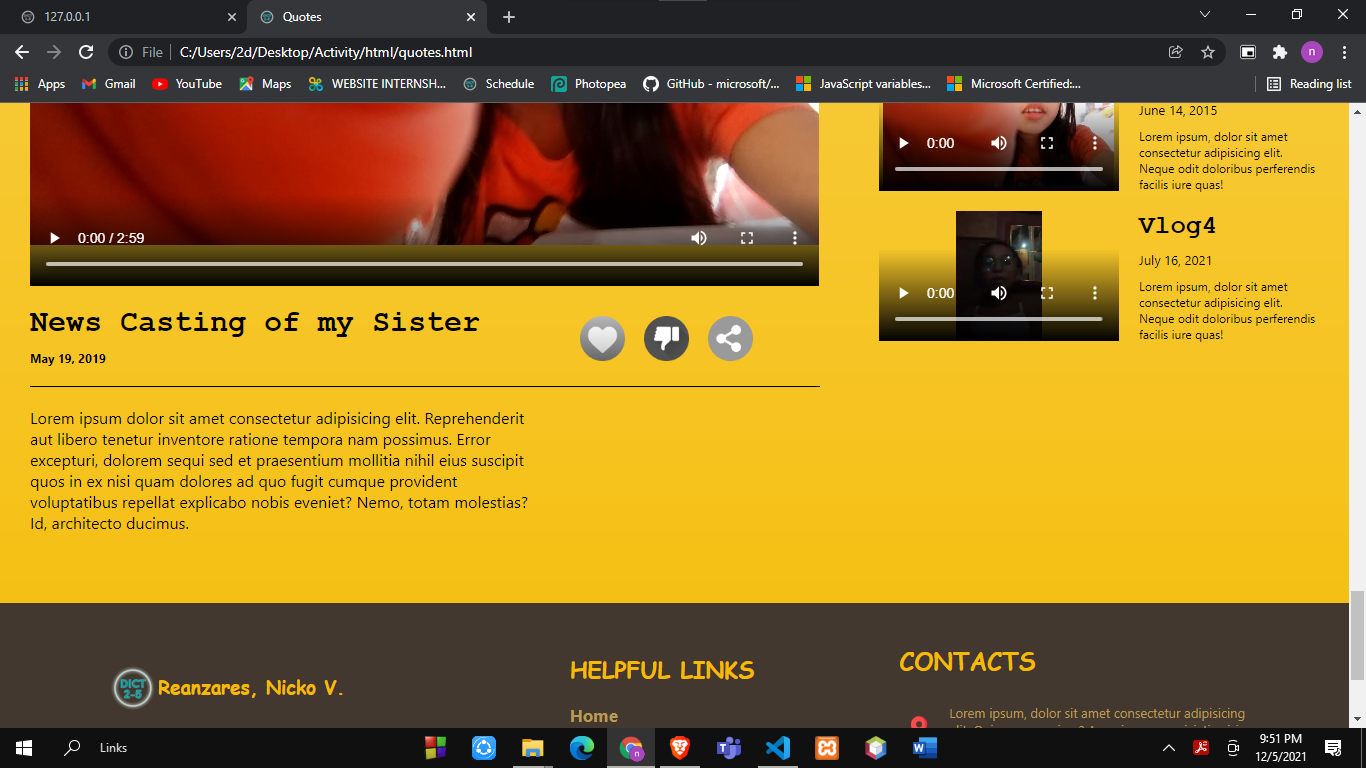 127.0.0.1
Quotes
File
C:/Users/2d/Desktop/Activity/html/quotes.html
n
Apps
Gmail
YouTube
Maps
WEBSITE INTERNSH...
Schedule
Photopea
GitHub - microsoft/...
JavaScript variables...
Microsoft Certified:...
Reading list
0:00 / 2:59
News Casting of my Sister
May 19, 2019
Lorem ipsum dolor sit amet consectetur adipisicing elit. Reprehenderit
aut libero tenetur inventore ratione tempora nam possimus. Error
excepturi, dolorem sequi sed et praesentium mollitia nihil eius suscipit
quos in ex nisi quam dolores ad quo fugit cumque provident
voluptatibus repellat explicabo nobis eveniet? Nemo, totam molestias?
Id, architecto ducimus.
0:00
June 14, 2015
Lorem ipsum, dolor sit amet
consectetur adipisicing elit.
Neque odit doloribus perferendis
facilis iure quas!
0:00
Vlog4
July 16, 2021
Lorem ipsum, dolor sit amet
consectetur adipisicing elit.
Neque odit doloribus perferendis
facilis iure quas!
DICT
2-5
Reanzares, Nicko V.
HELPFUL LINKS
Home
CONTACTS
Lorem ipsum, dolor sit amet consectetur adipisicing
Links
n
9:51 PM
12/5/2021